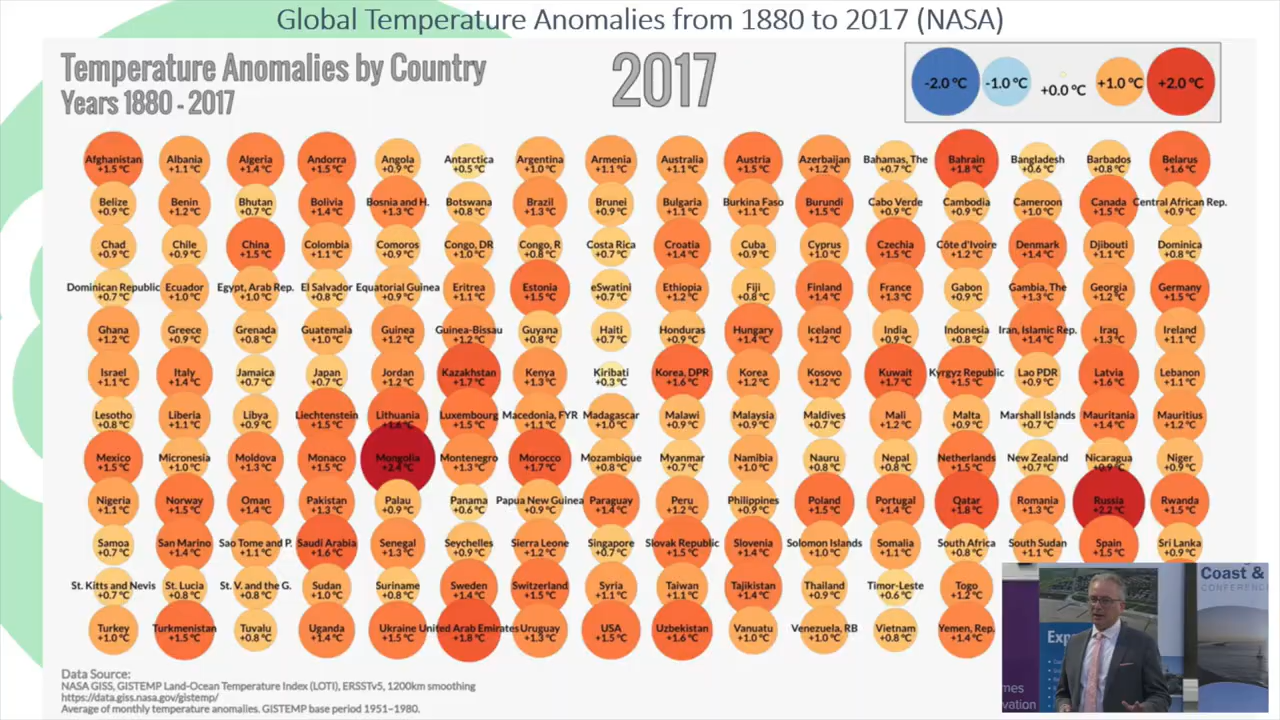 Global Temperature Anomalies from 1880 to 2017 (NASA)
Temperature Anomalies by Country
Years 1880 - 2017
2017
-2.0 °C -1.0 °C +0.0 °C +1.0 °C +2.0 °C
Afghanistan Albania Algeria Andorra Angola Antarctica Argentina Armenia Australia Austria Azerbaijan Bahamas, The Bahrain Bangladesh Barbados Belarus
+1.5 °C +1.1 °C +1.4 °C +1.5 °C +0.9 °C +0.5 °C +1.0 °C +1.1 °C +1.1 °C +1.5 °C +1.2 °C +0.7 °C +1.8 °C +0.6 °C +0.8 °C +1.6 °C
Belize Benin Bhutan Bolivia Bosnia and H. Botswana Brazil Brunei Bulgaria Burkina Faso Burundi Cabo Verde Cambodia Cameroon Canada Central African Rep.
+0.9 °C +1.2 °C +0.7 °C +1.4 °C +1.3 °C +0.8 °C +1.3 °C +0.9 °C +1.1 °C +1.1 °C +1.5 °C +0.9 °C +0.9 °C +1.0 °C +1.5 °C +0.9 °C
Chad Chile China Colombia Comoros Congo, DR Congo, R Costa Rica Croatia Cuba Cyprus Czechia Côte d'Ivoire Denmark Djibouti Dominica
+0.9 °C +0.9 °C +1.5 °C +1.1 °C +0.9 °C +1.0 °C +0.8 °C +0.7 °C +1.4 °C +0.9 °C +1.0 °C +1.5 °C +1.2 °C +1.4 °C +1.1 °C +0.8 °C
Dominican Republic Ecuador Egypt, Arab Rep. El Salvador Equatorial Guinea Eritrea Estonia eSwatini Ethiopia Fiji Finland France Gabon Gambia, The Georgia Germany
+0.7 °C +1.0 °C +1.0 °C +0.8 °C +0.9 °C +1.1 °C +1.5 °C +0.7 °C +1.2 °C +0.8 °C +1.4 °C +1.3 °C +0.9 °C +1.3 °C +1.2 °C +1.5 °C
Ghana Greece Grenada Guatemala Guinea Guinea-Bissau Guyana Haiti Honduras Hungary Iceland India Indonesia Iran, Islamic Rep. Iraq Ireland
+1.2 °C +0.9 °C +0.8 °C +1.0 °C +1.2 °C +1.2 °C +0.8 °C +0.7 °C +0.9 °C +1.4 °C +1.2 °C +0.9 °C +0.8 °C +1.4 °C +1.3 °C +1.1 °C
Israel Italy Jamaica Japan Jordan Kazakhstan Kenya Kiribati Korea, DPR Korea Kosovo Kuwait Kyrgyz Republic Lao PDR Latvia Lebanon
+1.1 °C +1.4 °C +0.7 °C +0.7 °C +1.2 °C +1.7 °C +1.3 °C +0.3 °C +1.6 °C +1.2 °C +1.2 °C +1.7 °C +1.5 °C +0.9 °C +1.6 °C +1.1 °C
Lesotho Liberia Libya Liechtenstein Lithuania Luxembourg Macedonia, FYR Madagascar Malawi Malaysia Maldives Mali Malta Marshall Islands Mauritania Mauritius
+0.8 °C +1.1 °C +0.9 °C +1.5 °C +1.6 °C +1.5 °C +1.1 °C +1.0 °C +0.9 °C +0.9 °C +0.7 °C +1.2 °C +0.9 °C +0.7 °C +1.4 °C +1.2 °C
Mexico Micronesia Moldova Monaco Mongolia Montenegro Morocco Mozambique Myanmar Namibia Nauru Nepal Netherlands New Zealand Nicaragua Niger
+1.5 °C +1.0 °C +1.3 °C +1.5 °C +2.4 °C +1.3 °C +1.7 °C +0.8 °C +0.7 °C +1.0 °C +0.8 °C +0.8 °C +1.5 °C +0.7 °C +0.9 °C +0.9 °C
Nigeria Norway Oman Pakistan Palau Panama Papua New Guinea Paraguay Peru Philippines Poland Portugal Qatar Romania Russia Rwanda
+1.1 °C +1.5 °C +1.4 °C +1.3 °C +0.9 °C +0.6 °C +0.9 °C +1.4 °C +1.2 °C +0.9 °C +1.5 °C +1.4 °C +1.8 °C +1.3 °C +2.2 °C +1.5 °C
Samoa San Marino Sao Tome and P. Saudi Arabia Senegal Seychelles Sierra Leone Singapore Slovak Republic Slovenia Solomon Islands Somalia South Africa South Sudan Spain Sri Lanka
+0.7 °C +1.4 °C +1.1 °C +1.6 °C +1.3 °C +0.9 °C +1.2 °C +0.7 °C +1.5 °C +1.4 °C +1.0 °C +1.1 °C +0.8 °C +1.1 °C +1.5 °C +0.9 °C
St. Kitts and Nevis St. Lucia St. V. and the G. Sudan Suriname Sweden Switzerland Syria Taiwan Tajikistan Thailand Timor-Leste Togo
+0.7 °C +0.8 °C +0.8 °C +1.0 °C +0.8 °C +1.4 °C +1.5 °C +1.1 °C +1.1 °C +1.4 °C +0.9 °C +0.6 °C +1.2 °C
Turkey Turkmenistan Tuvalu Uganda Ukraine United Arab Emirates Uruguay USA Uzbekistan Vanuatu Venezuela, RB Vietnam Yemen, Rep.
+1.0 °C +1.5 °C +0.8 °C +1.4 °C +1.5 °C +1.8 °C +1.3 °C +1.5 °C +1.6 °C +1.0 °C +1.0 °C +0.8 °C +1.4 °C
Data Source:
NASA GISS, GISTEMP Land-Ocean Temperature Index (LOTI), ERSSTv5, 1200km smoothing
https://data.giss.nasa.gov/gistemp/
Average of monthly temperature anomalies. GISTEMP base period 1951-1980.
Coast &
CONFERENC
Exp
mes
vation